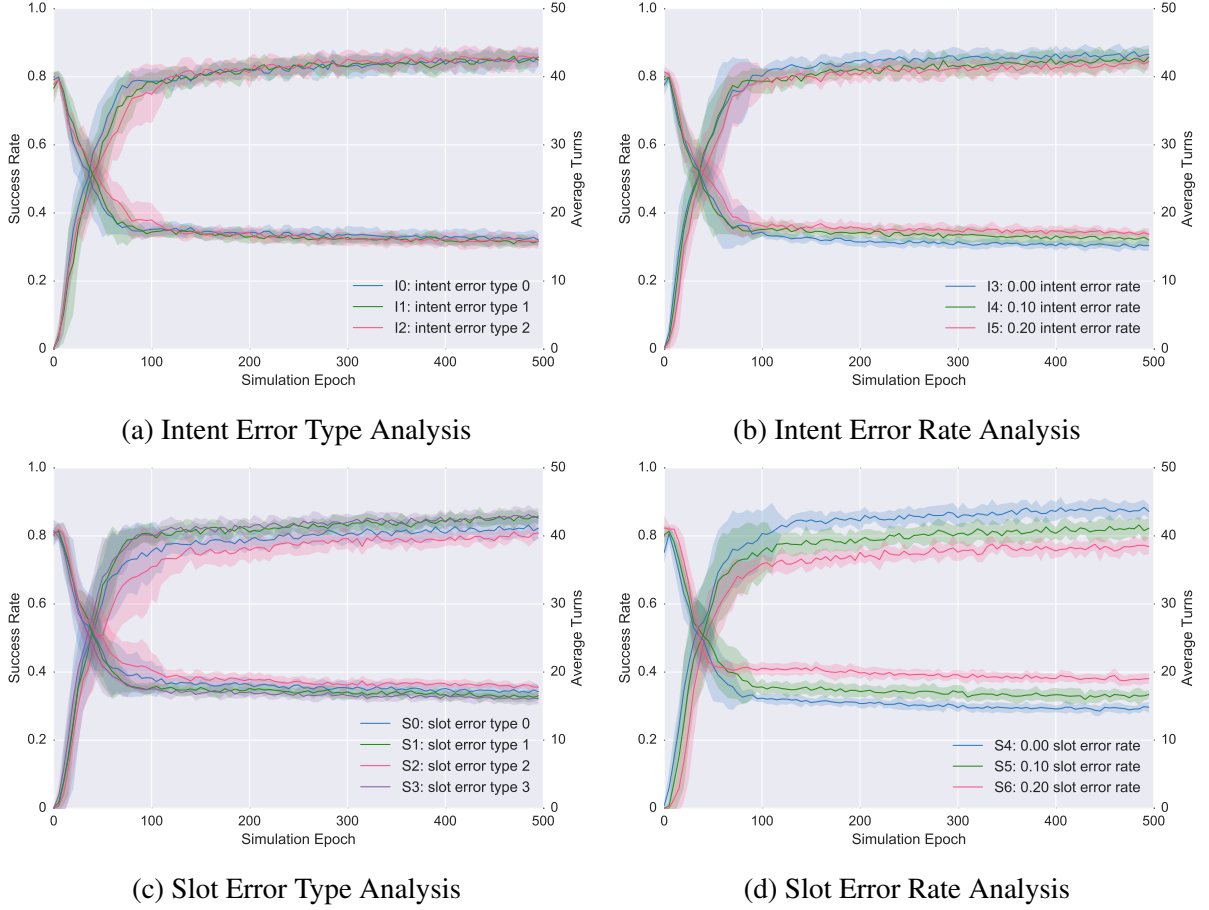 1.0
0.8
0.6
0.4
0.2
0
Success Rate
50
40
30
20
10
0
Average Turns
I0: intent error type 0
I1: intent error type 1
I2: intent error type 2
0 100 200 300 400 500
Simulation Epoch
(a) Intent Error Type Analysis
1.0
0.8
0.6
0.4
0.2
0
Success Rate
50
40
30
20
10
0
Average Turns
I3: 0.00 intent error rate
I4: 0.10 intent error rate
I5: 0.20 intent error rate
0 100 200 300 400 500
Simulation Epoch
(b) Intent Error Rate Analysis
1.0
0.8
0.6
0.4
0.2
0
Success Rate
50
40
30
20
10
0
Average Turns
S0: slot error type 0
S1: slot error type 1
S2: slot error type 2
S3: slot error type 3
0 100 200 300 400 500
Simulation Epoch
(c) Slot Error Type Analysis
1.0
0.8
0.6
0.4
0.2
0
Success Rate
50
40
30
20
10
0
Average Turns
S4: 0.00 slot error rate
S5: 0.10 slot error rate
S6: 0.20 slot error rate
0 100 200 300 400 500
Simulation Epoch
(d) Slot Error Rate Analysis